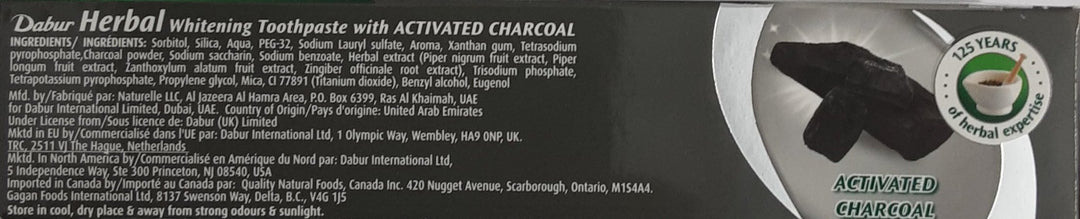 Dabur Herbal Whitening Toothpaste with ACTIVATED CHARCOAL
INGREDIENTS/ INGRÉDIENTS: Sorbitol, Silica, Aqua, PEG-32, Sodium Lauryl sulfate, Aroma, Xanthan gum, Tetrasodium
pyrophosphate,Charcoal powder, Sodium saccharin, Sodium benzoate, Herbal extract (Piper nigrum fruit extract, Piper
longum fruit extract, Zanthoxylum alatum fruit extract, Zingiber officinale root extract), Trisodium phosphate,
Tetrapotassium pyrophosphate, Propylene glycol, Mica, CI 77891 (Titanium dioxide), Benzyl alcohol, Eugenol
Mfd. by/Fabriqué par: Naturelle LLC, Al Jazeera Al Hamra Area, P.O. Box 6399, Ras Al Khaimah, UAE
for Dabur International Limited, Dubai, UAE. Country of Origin/Pays d'origine: United Arab Emirates
Under License from/Sous licence de: Dabur (UK) Limited
Mktd in EU by/Commercialisé dans l'UE par: Dabur International Ltd, 1 Olympic Way, Wembley, HA9 0NP, UK.
TRC, 2511 VJ The Hague, Netherlands
Mktd. In North America by/Commercialisé en Amérique du Nord par: Dabur International Ltd,
5 Independence Way, Ste 300 Princeton, NJ 08540, USA
Imported in Canada by/Importé au Canada par: Quality Natural Foods, Canada Inc. 420 Nugget Avenue, Scarborough, Ontario, M1S4A4.
Gagan Foods International Ltd, 8137 Swenson Way, Delta, B.C., V4G 1J5
Store in cool, dry place & away from strong odours & sunlight.
125 YEARS
of herbal expertise
ACTIVATED
CHARCOAL